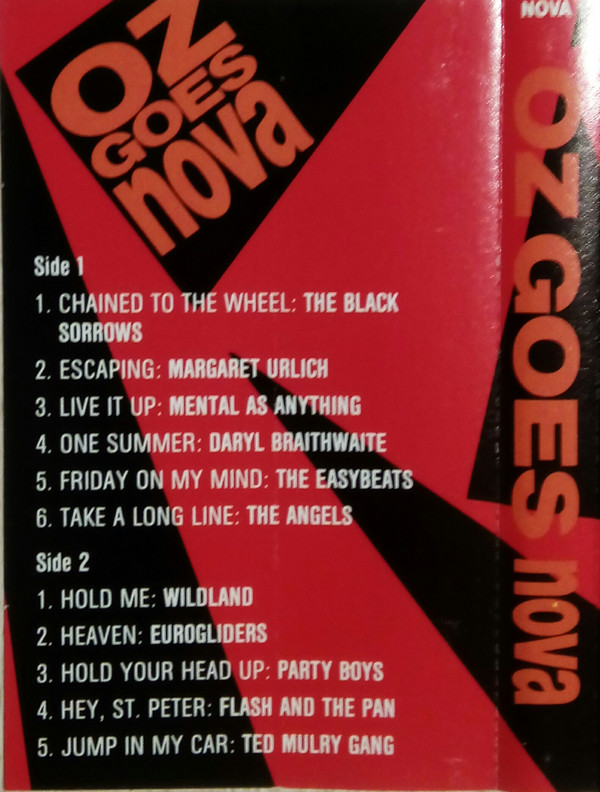 OZ
GOES
nova
Side 1
1. CHAINED TO THE WHEEL: THE BLACK
SORROWS
2. ESCAPING: MARGARET URLICH
3. LIVE IT UP: MENTAL AS ANYTHING
4. ONE SUMMER: DARYL BRAITHWAITE
5. FRIDAY ON MY MIND: THE EASYBEATS
6. TAKE A LONG LINE: THE ANGELS
Side 2
1. HOLD ME: WILDLAND
2. HEAVEN: EUROGLIDERS
3. HOLD YOUR HEAD UP: PARTY BOYS
4. HEY, ST. PETER: FLASH AND THE PAN
5. JUMP IN MY CAR: TED MULRY GANG
NOVA
OZ GOES nova